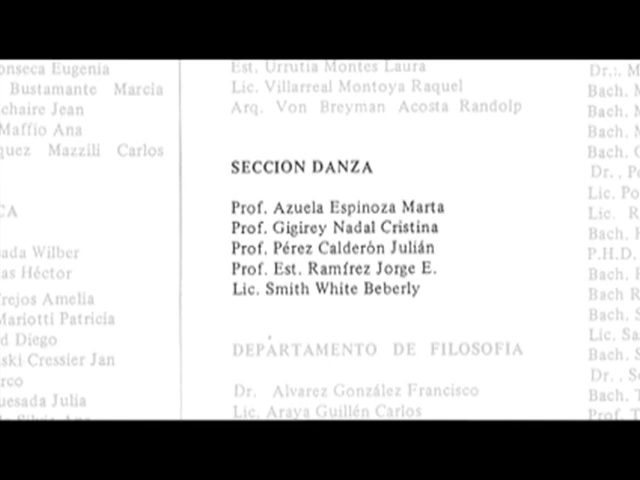 onseca Eugenia
Bustamante Marcia
chaire Jean
Maffio Ana
quez Mazzili Carlos
CA
ada Wilber
as Héctor
rejos Amelia
Mariotti Patricia
d Diego
ski Cressier Jan
rco
uesada Julia
Est. Urrutia Montes Laura
Lic. Villarreal Montoya Raquel
Arq. Von Breyman Acosta Randolp
SECCION DANZA
Prof. Azuela Espinoza Marta
Prof. Gigirey Nadal Cristina
Prof. Pérez Calderón Julián
Prof. Est. Ramírez Jorge E.
Lic. Smith White Beberly
DEPARTAMENTO DE FILOSOFIA
Dr. Alvarez González Francisco
Lic. Araya Guillén Carlos
Dr.:. M
Bach. M
Bach. M
Bach. M
Bach. C
Dr. . Pe
Lic. Po
Lic. R
Bach. R
P.H.D.
Bach. R
Bach R
Bach. S
Lic. Sa
Bach. S
Dr. . So
Bach. T
Prof. T